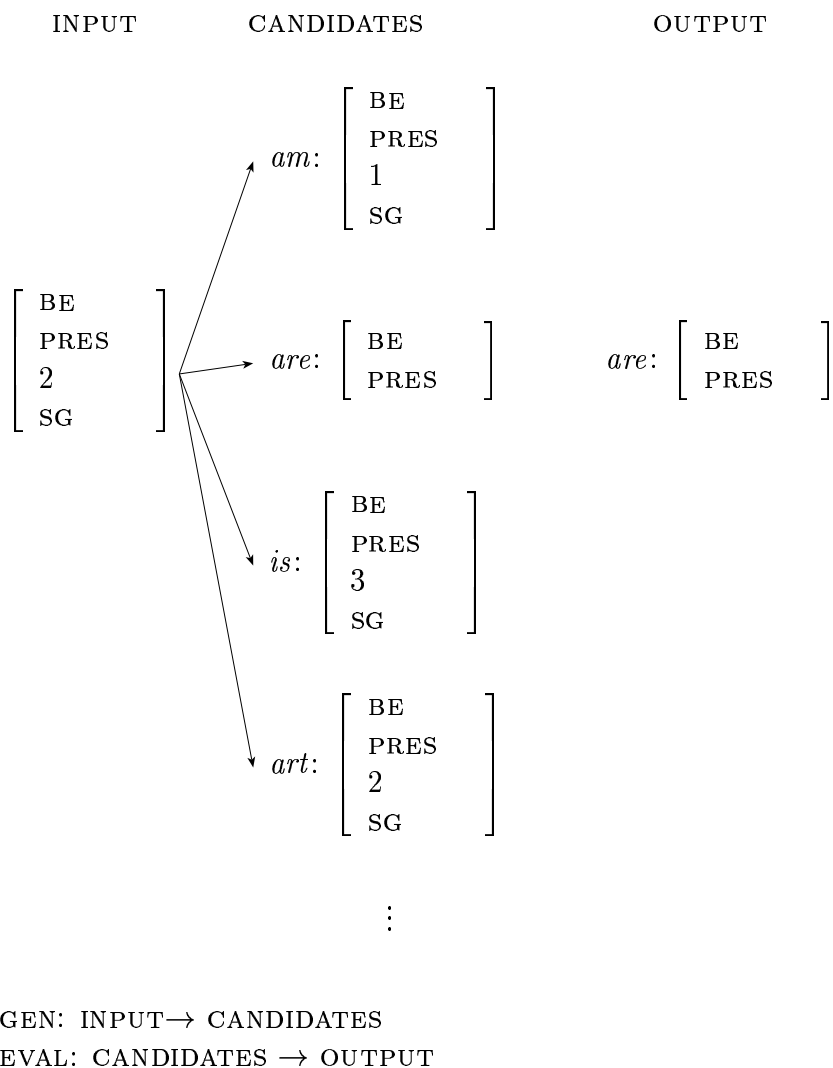 INPUT CANDIDATES OUTPUT
am: BE
PRES
1
SG
BE
PRES
2
SG
are: BE
PRES
are: BE
PRES
is: BE
PRES
3
SG
art: BE
PRES
2
SG
⋮
GEN: INPUT→ CANDIDATES
EVAL: CANDIDATES → OUTPUT